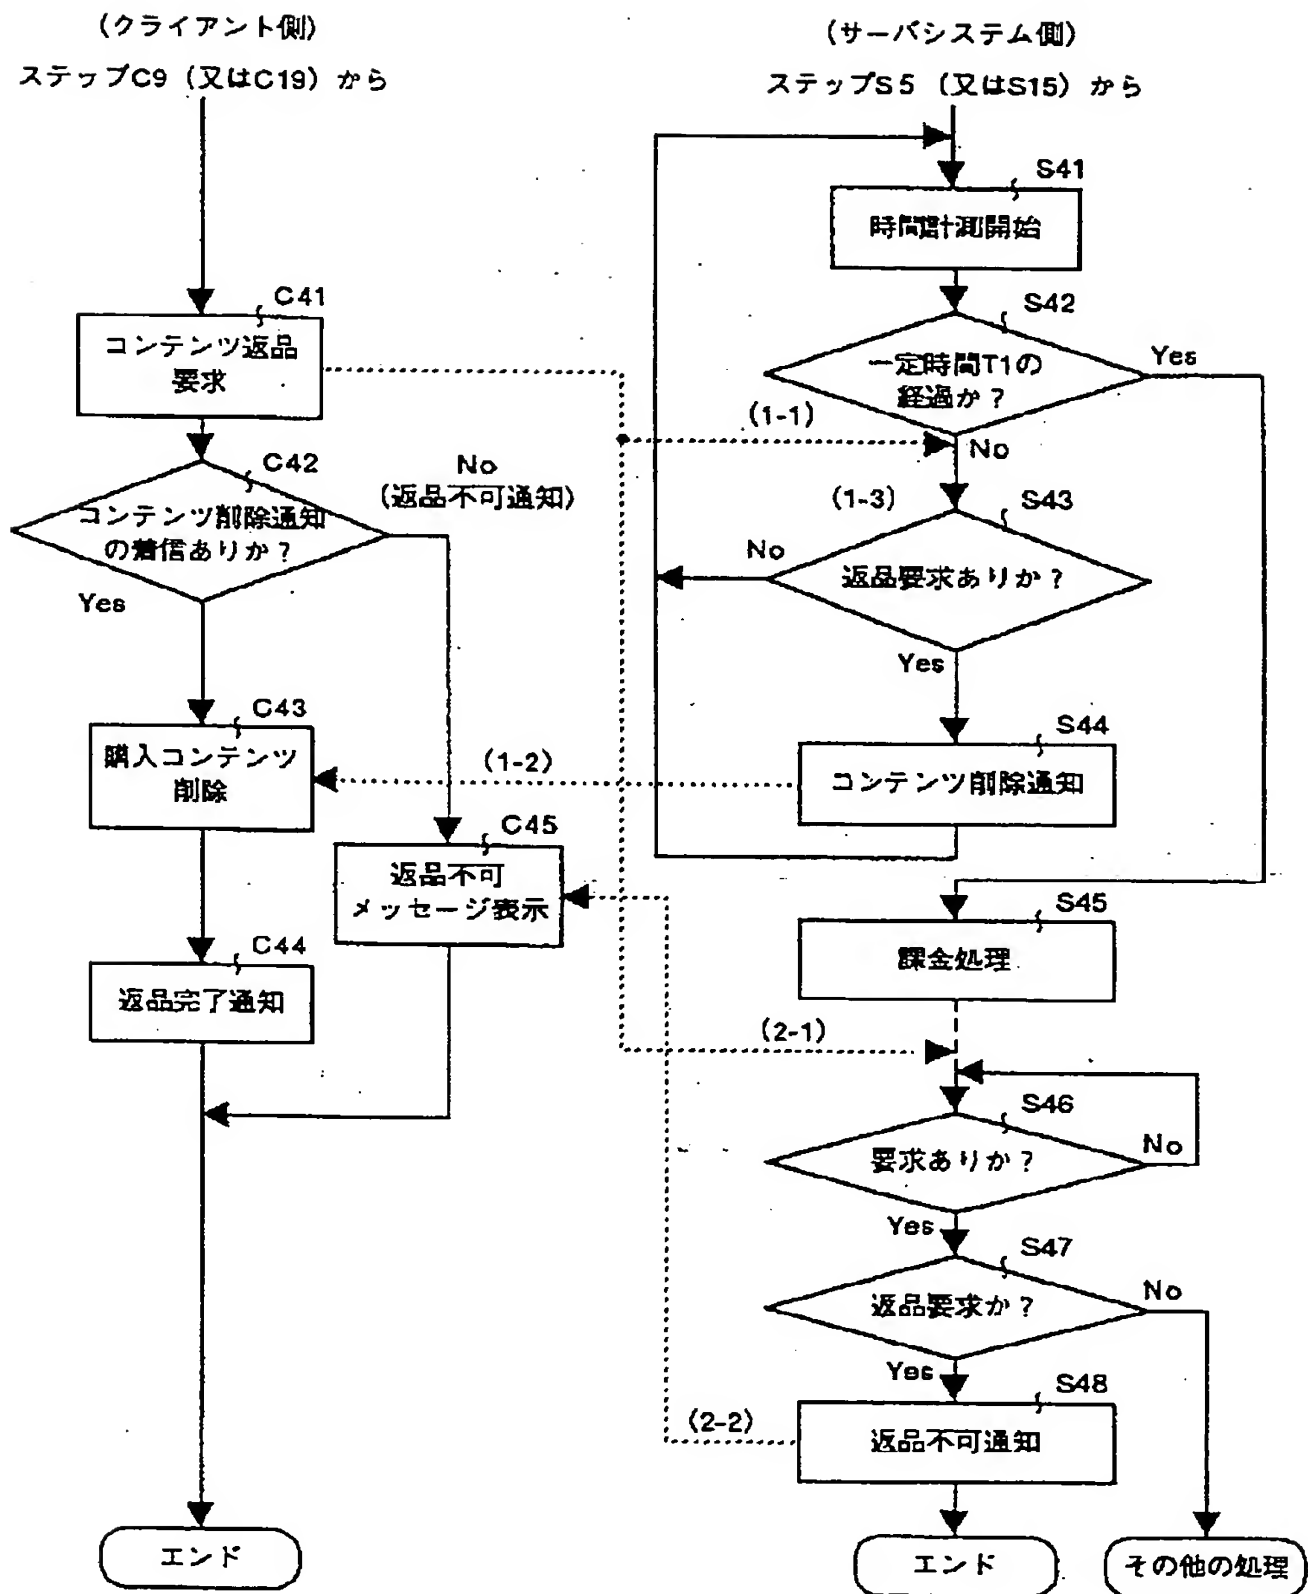 (クライアント側)
ステップC9 (又はC19) から
C41
コンテンツ返品
要求
C42
No
(返品不可通知)
コンテンツ削除通知
の着信ありか?
Yes
C43
購入コンテンツ
削除
(1-2)
C45
返品不可
メッセージ表示
C44
返品完了通知
エンド
(サーバシステム側)
ステップS5 (又はS15) から
S41
時間計測開始
S42
一定時間T1の
経過か?
Yes
(1-1)
No
(1-3)
S43
No
返品要求ありか?
Yes
S44
コンテンツ削除通知
S45
課金処理
(2-1)
S46
要求ありか?
No
Yes
S47
返品要求か?
No
Yes
S48
(2-2)
返品不可通知
エンド
その他の処理